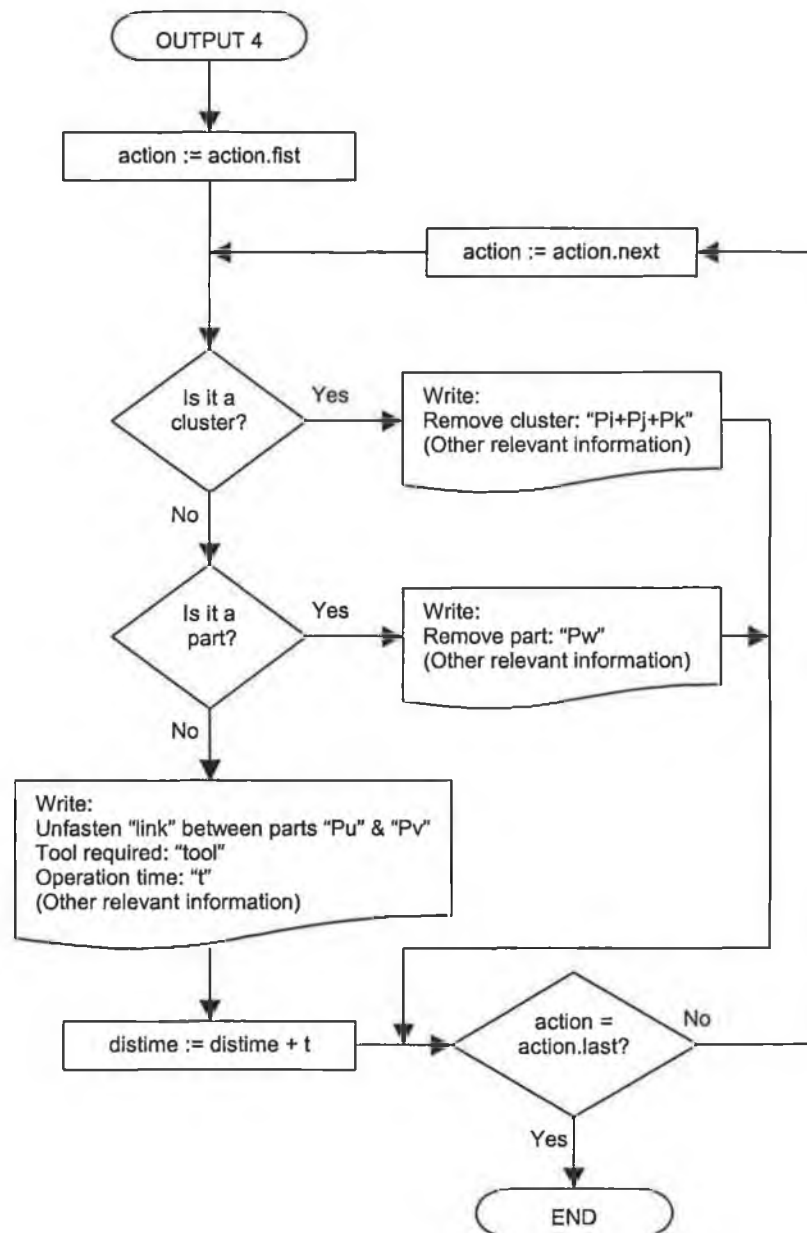 OUTPUT 4
action := action.fist
action := action.next
Is it a
cluster?
Yes
Write:
Remove cluster: “Pi+Pj+Pk”
(Other relevant information)
No
Is it a
part?
Yes
Write:
Remove part: “Pw”
(Other relevant information)
No
Write:
Unfasten “link” between parts “Pu” & “Pv”
Tool required: “tool”
Operation time: “t”
(Other relevant information)
distime := distime + t
action =
action.last?
No
Yes
END